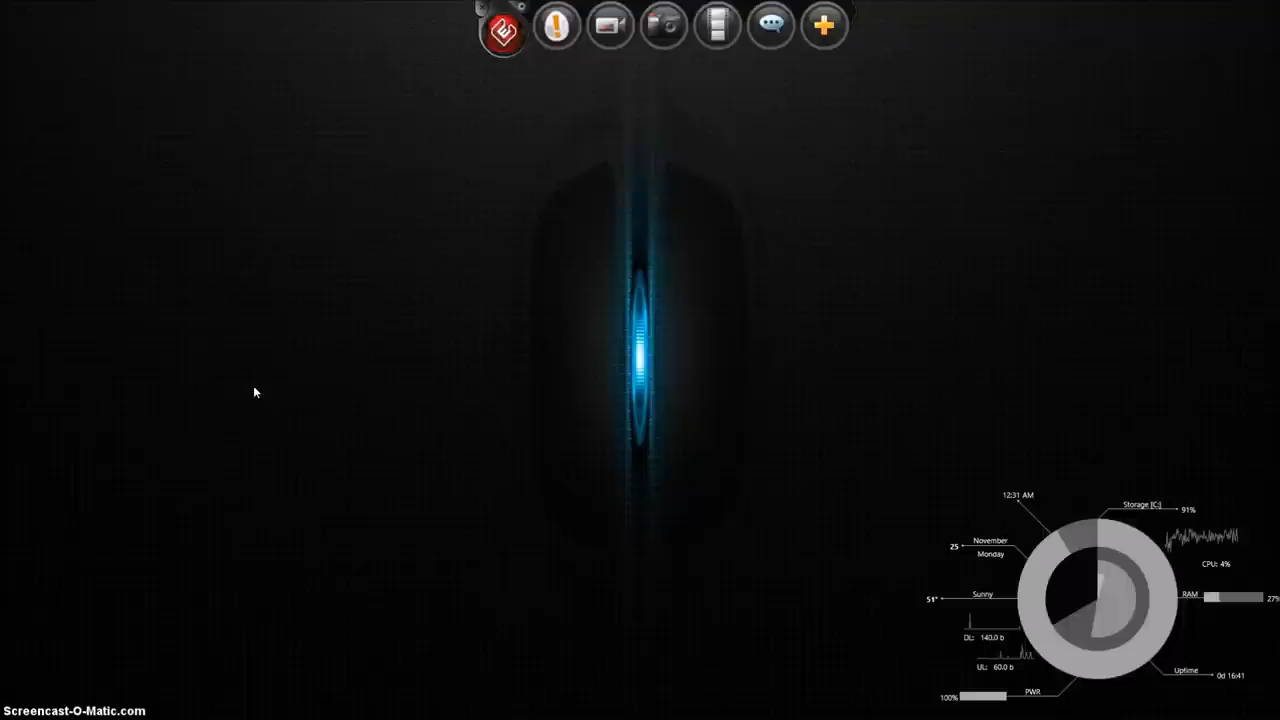 12:31 AM
Storage [C:]
91%
November
25
Monday
CPU: 4%
Sunny
51°
RAM
27%
DL: 140.0 b
UL: 60.0 b
Uptime
0d 16:41
100%
PWR
Screencast-O-Matic.com